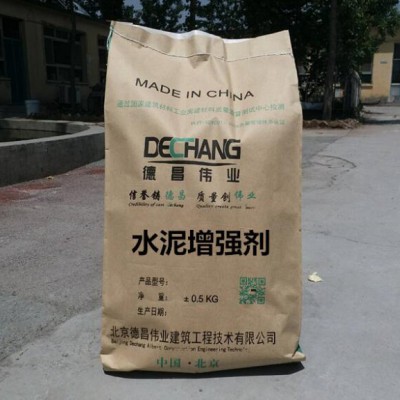 MADE IN CHINA
DECHANG
德昌伟业
信誉铸德昌 质量创伟业
水泥增强剂
产品型号:
净 重: ±0.5 KG
生产日期:
北京德昌伟业建筑工程技术有限公司
中国·北京